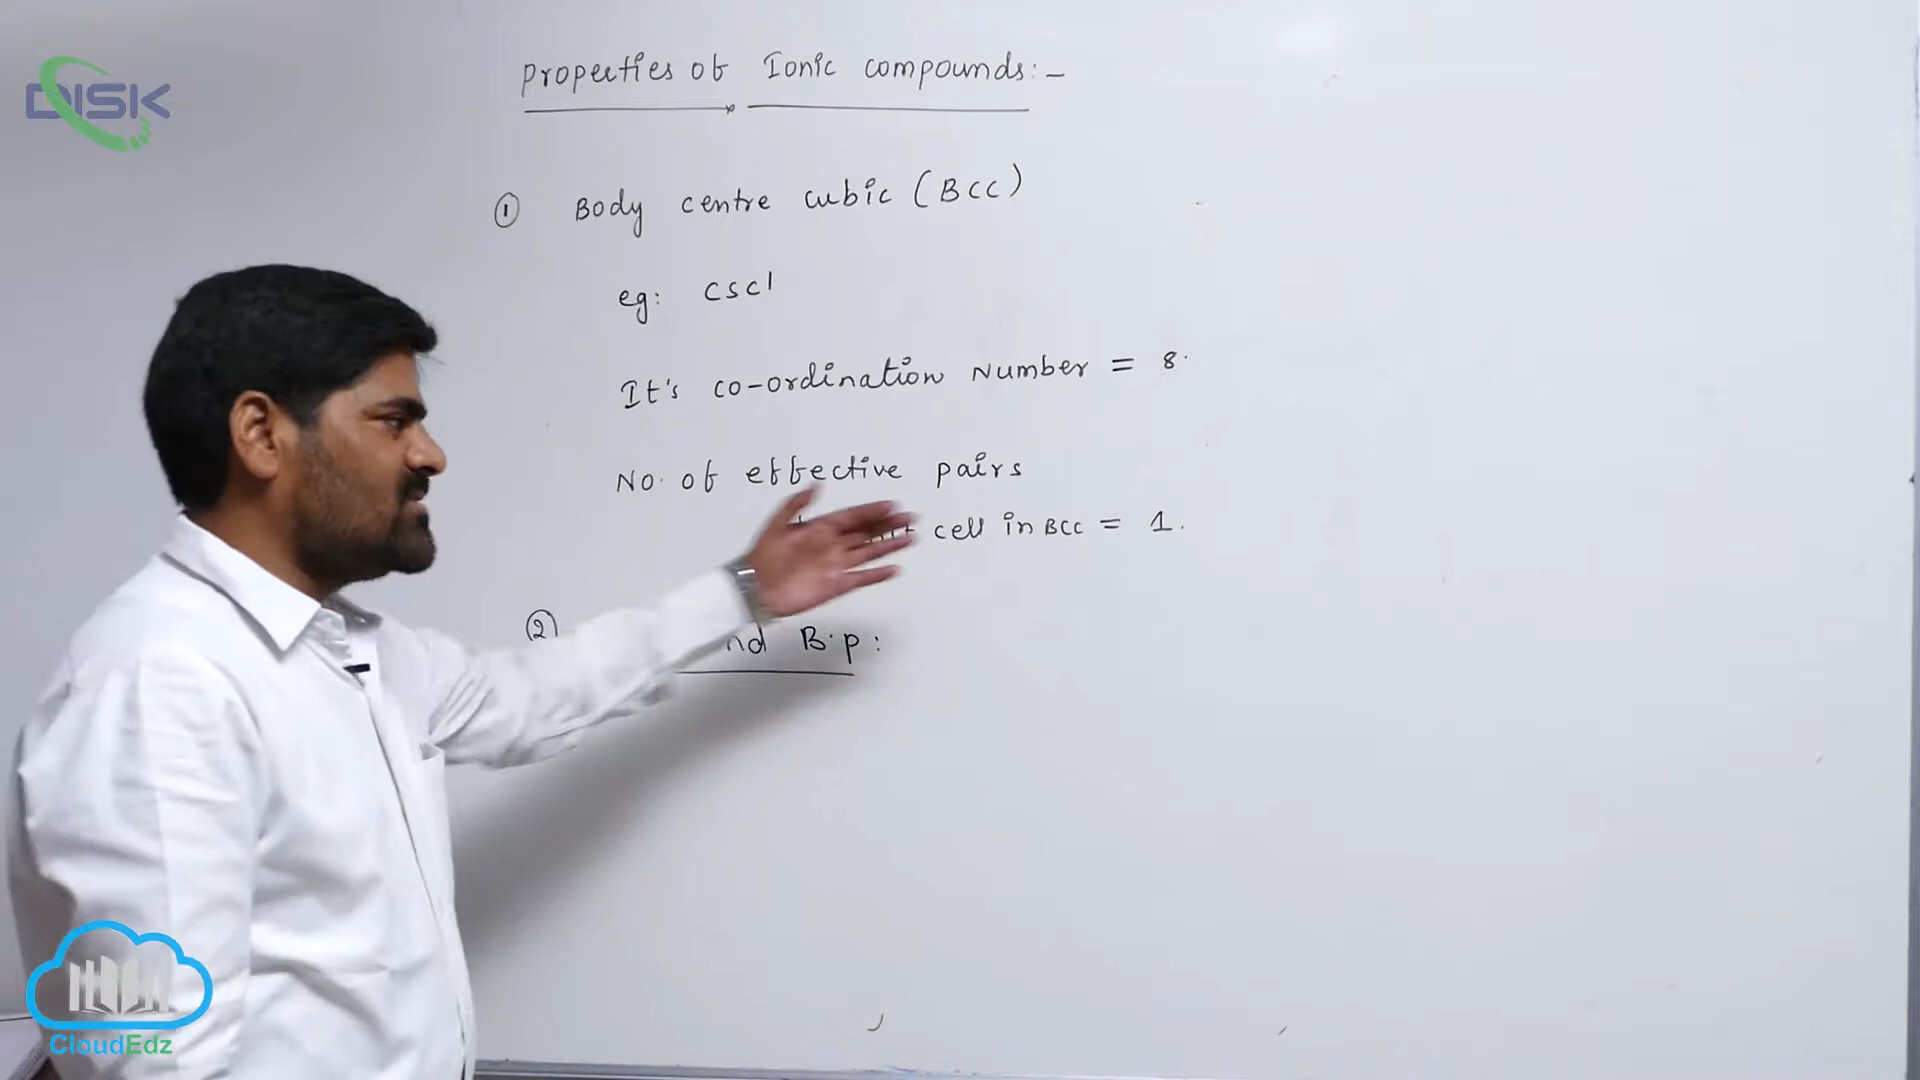 DISK
properties of Ionic compounds:-
① Body centre cubic (BCC)
eg: CsCl
It's co-ordination Number = 8.
No. of effective pairs
cell in BCC = 1.
② nd B.p:
CloudEdz